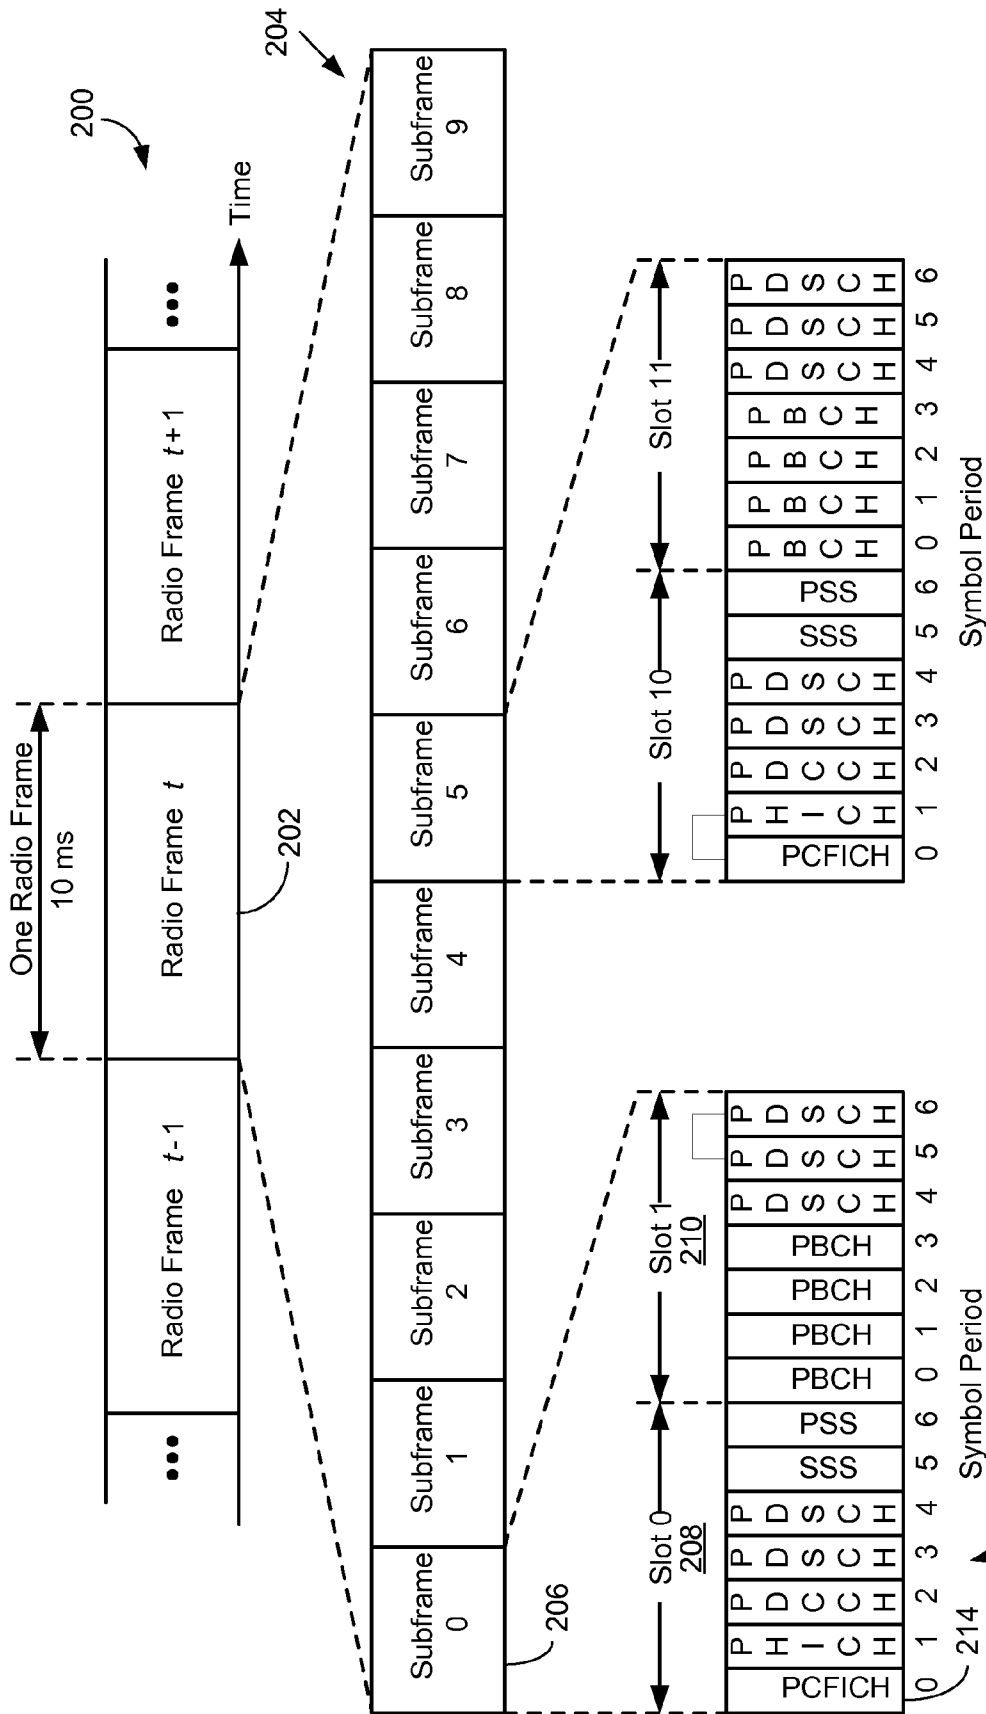 200
One Radio Frame
10 ms
Radio Frame t-1
Radio Frame t
Radio Frame t+1
Time
202
204
Subframe 0
Subframe 1
Subframe 2
Subframe 3
Subframe 4
Subframe 5
Subframe 6
Subframe 7
Subframe 8
Subframe 9
206
Slot 0
208
Slot 1
210
Slot 10
Slot 11
PCFICH
PHICH
PDCCH
PDSCH
PDSCH
SSS
PSS
PBCH
PBCH
PBCH
PBCH
PDSCH
PDSCH
PDSCH
0 1 2 3 4 5 6 0 1 2 3 4 5 6
Symbol Period
214
PCFICH
PHICH
PDCCH
PDSCH
PDSCH
SSS
PSS
PBCH
PBCH
PBCH
PBCH
PDSCH
PDSCH
PDSCH
0 1 2 3 4 5 6 0 1 2 3 4 5 6
Symbol Period